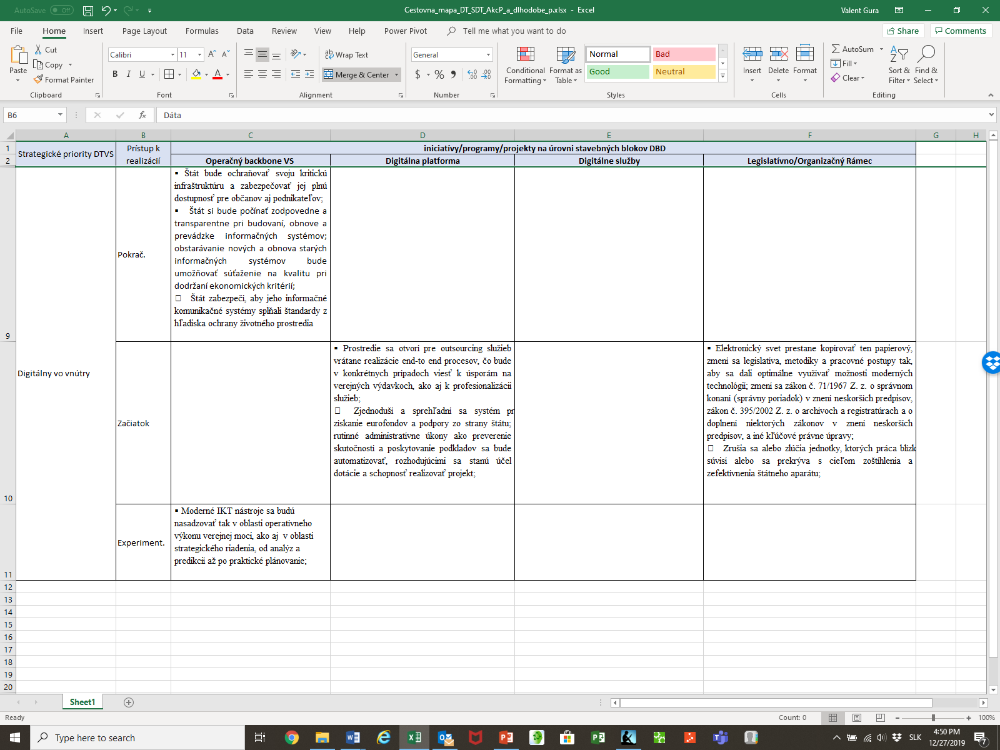 AutoSave Off
Cestovna_mapa_DT_SDT_AkcP_a_dlhodobe_p.xlsx - Excel
Valent Gura
File Home Insert Page Layout Formulas Data Review View Help Power Pivot Tell me what you want to do Share Comments
Paste
Cut
Copy
Format Painter
Clipboard
Calibri 11
B I U
Font
Wrap Text
Merge & Center
Alignment
General
$ % ,
Number
Conditional Formatting
Format as Table
Normal Bad
Good Neutral
Styles
Insert Delete Format
Cells
AutoSum
Fill
Clear
Sort & Filter
Find & Select
Editing
B6
fx
Dáta
A B C D E F G H
1
2
Strategické priority DTVS
Prístup k
realizácií
iniciatívy/programy/projekty na úrovni stavebných blokov DBD
Operačný backbone VS Digitálna platforma Digitálne služby Legislatívno/Organizačný Rámec
Digitálny vo vnútry
9
Pokrač.
▪ Štát bude ochraňovať svoju kritickú
infraštruktúru a zabezpečovať jej plnú
dostupnosť pre občanov aj podnikateľov;
▪ Štát si bude počínať zodpovedne a
transparentne pri budovaní, obnove a
prevádzke informačných systémov;
obstarávanie nových a obnova starých
informačných systémov bude
umožňovať súťaženie na kvalitu pri
dodržaní ekonomických kritérií;
□ Štát zabezpečí, aby jeho informačné
komunikačné systémy spĺňali štandardy z
hľadiska ochrany životného prostredia
10
Začiatok
▪ Prostredie sa otvorí pre outsourcing služieb
vrátane realizácie end-to end procesov, čo bude
v konkrétnych prípadoch viesť k úsporám na
verejných výdavkoch, ako aj k profesionalizácii
služieb;
□ Zjednoduší a sprehľadní sa systém pr
získanie eurofondov a podpory zo strany štátu;
rutinné administratívne úkony ako preverenie
skutočností a poskytovanie podkladov sa bude
automatizovať, rozhodujúcimi sa stanú účel
dotácie a schopnosť realizovať projekt;
▪ Elektronický svet prestane kopírovať ten papierový,
zmení sa legislatíva, metodiky a pracovné postupy tak,
aby sa dali optimálne využívať možnosti moderných
technológií; zmení sa zákon č. 71/1967 Z. z. o správnom
konaní (správny poriadok) v znení neskorších predpisov,
zákon č. 395/2002 Z. z. o archívoch a registratúrach a o
doplnení niektorých zákonov v znení neskorších
predpisov, a iné kľúčové právne úpravy;
□ Zrušia sa alebo zlúčia jednotky, ktorých práca blízk
súvisí alebo sa prekrýva s cieľom zoštíhlenia a
zefektívnenia štátneho aparátu;
11
Experiment.
▪ Moderné IKT nástroje sa budú
nasadzovať tak v oblasti operatívneho
výkonu verejnej moci, ako aj v oblasti
strategického riadenia, od analýz a
predikcií až po praktické plánovanie;
12
13
14
15
16
17
18
19
20
Sheet1
Ready
Count: 0
100%
Type here to search
SLK
4:50 PM
12/27/2019
7